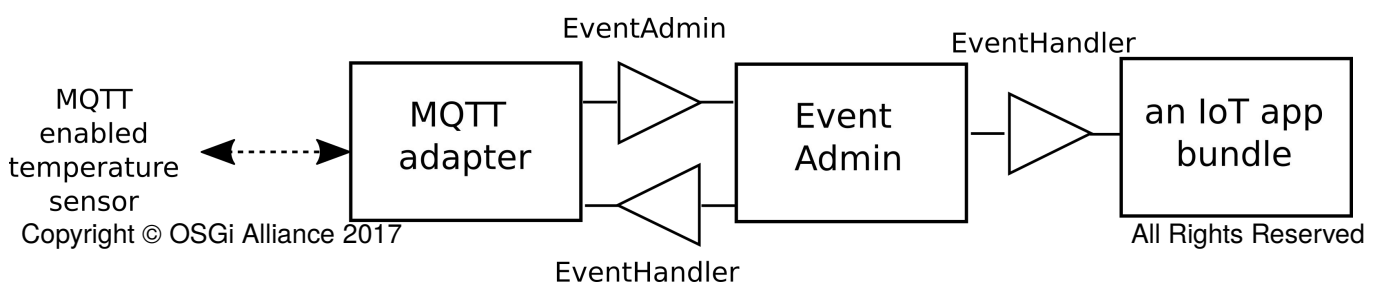 EventAdmin
EventHandler
MQTT
enabled
temperature
sensor
MQTT
adapter
Event
Admin
an IoT app
bundle
Copyright © OSGi Alliance 2017
All Rights Reserved
EventHandler